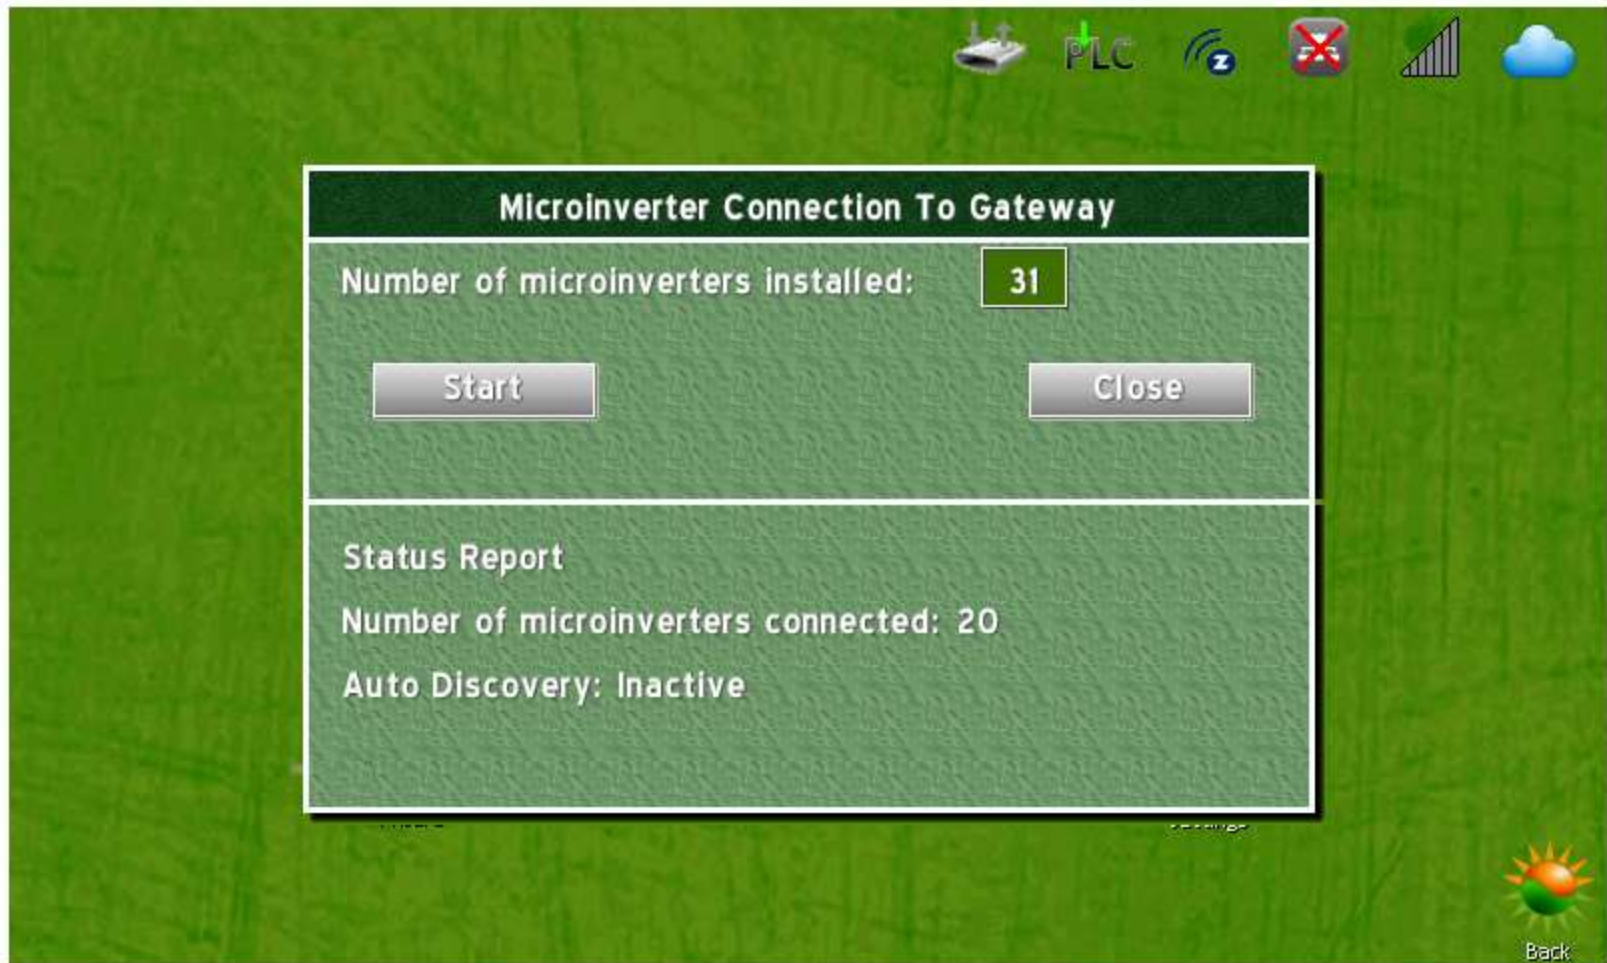 PLC
z
Microinverter Connection To Gateway
Number of microinverters installed: 31
Start Close
Status Report
Number of microinverters connected: 20
Auto Discovery: Inactive
Back